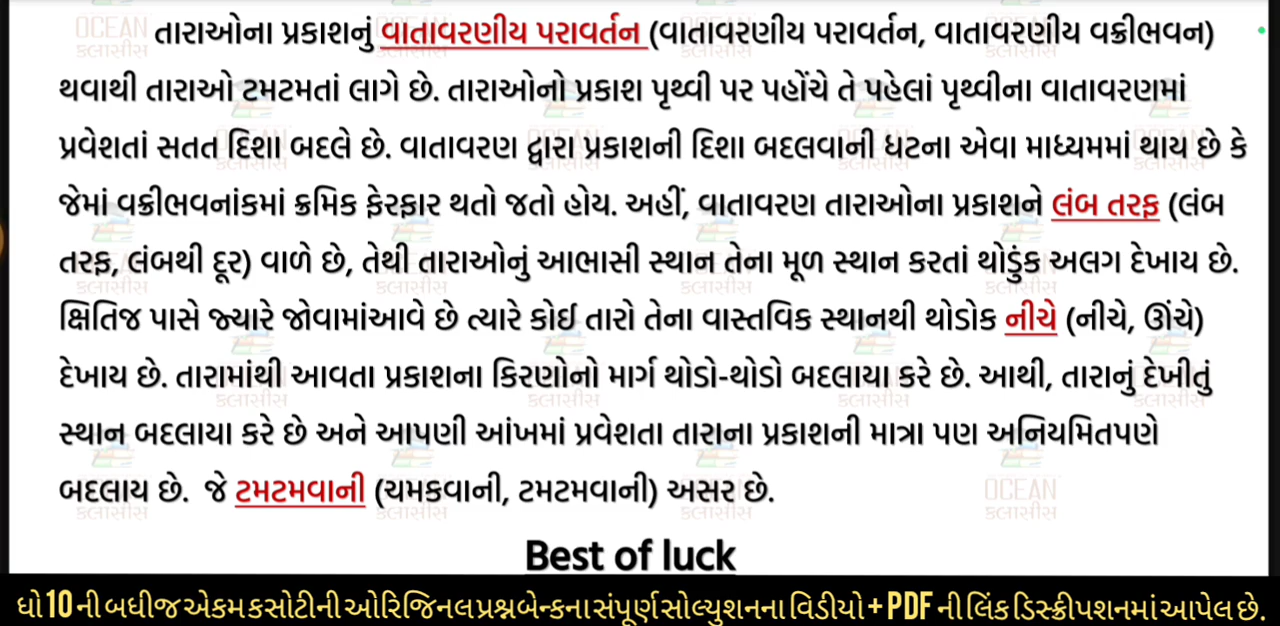 તારાઓના પ્રકાશનું વાતાવરણીય પરાવર્તન (વાતાવરણીય પરાવર્તન, વાતાવરણીય વક્રીભવન)
થવાથી તારાઓ ટમટમતાં લાગે છે. તારાઓનો પ્રકાશ પૃથ્વી પર પહોંચે તે પહેલાં પૃથ્વીના વાતાવરણમાં
પ્રવેશતાં સતત દિશા બદલે છે. વાતાવરણ દ્વારા પ્રકાશની દિશા બદલવાની ઘટના એવા માધ્યમમાં થાય છે કે
જેમાં વક્રીભવનાંકમાં ક્રમિક ફેરફાર થતો જતો હોય. અહીં, વાતાવરણ તારાઓના પ્રકાશને લંબ તરફ (લંબ
તરફ, લંબથી દૂર) વાળે છે, તેથી તારાઓનું આભાસી સ્થાન તેના મૂળ સ્થાન કરતાં થોડુંક અલગ દેખાય છે.
ક્ષિતિજ પાસે જ્યારે જોવામાંઆવે છે ત્યારે કોઈ તારો તેના વાસ્તવિક સ્થાનથી થોડોક નીચે (નીચે, ઊંચે)
દેખાય છે. તારામાંથી આવતા પ્રકાશના કિરણોનો માર્ગ થોડો-થોડો બદલાયા કરે છે. આથી, તારાનું દેખીતું
સ્થાન બદલાયા કરે છે અને આપણી આંખમાં પ્રવેશતા તારાના પ્રકાશની માત્રા પણ અનિયમિતપણે
બદલાય છે. જે ટમટમવાની (ચમકવાની, ટમટમવાની) અસર છે.
OCEAN
કલાસીસ
Best of luck
ધો 10 ની બધીજ એકમ કસોટીની ઓરિજિનલ પ્રશ્નબેન્કના સંપૂર્ણ સોલ્યુશનના વિડીયો + PDF ની લિંક ડિસ્ક્રીપશનમાં આપેલ છે.